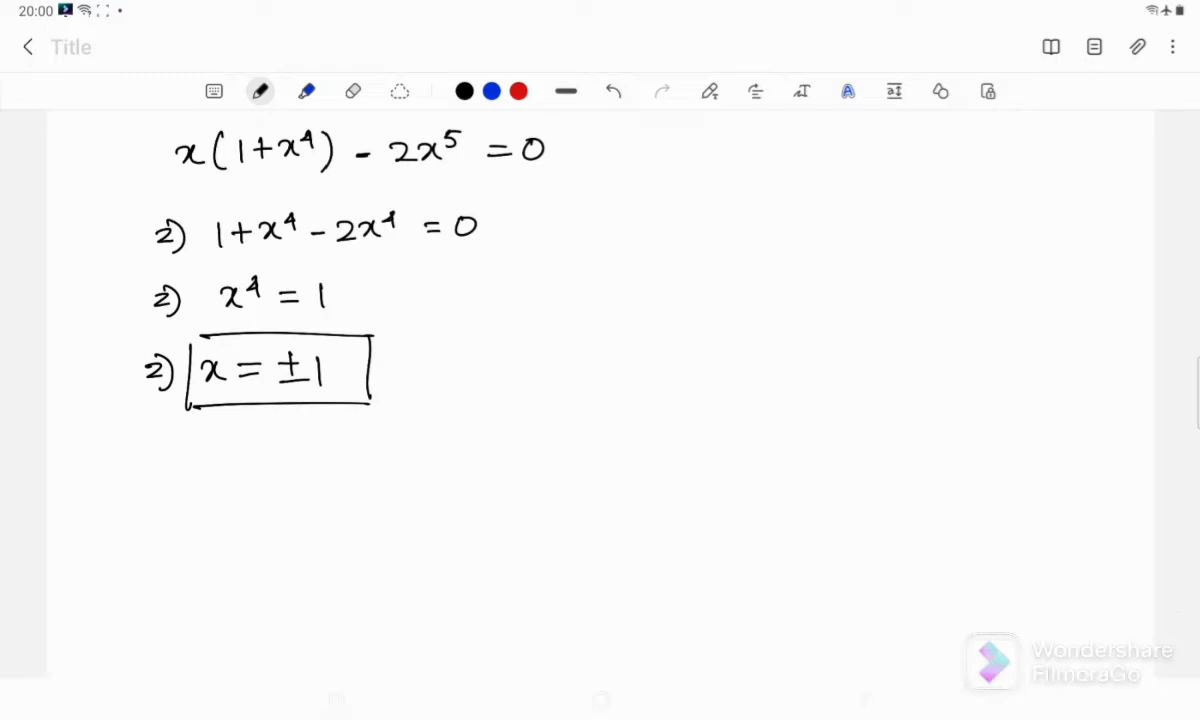 20:00
Title
x(1+x⁴) - 2x⁵ = 0
⇒) 1+x⁴ - 2x⁴ = 0
⇒) x⁴ = 1
⇒) x = ±1
Wondershare
FilmoraGo